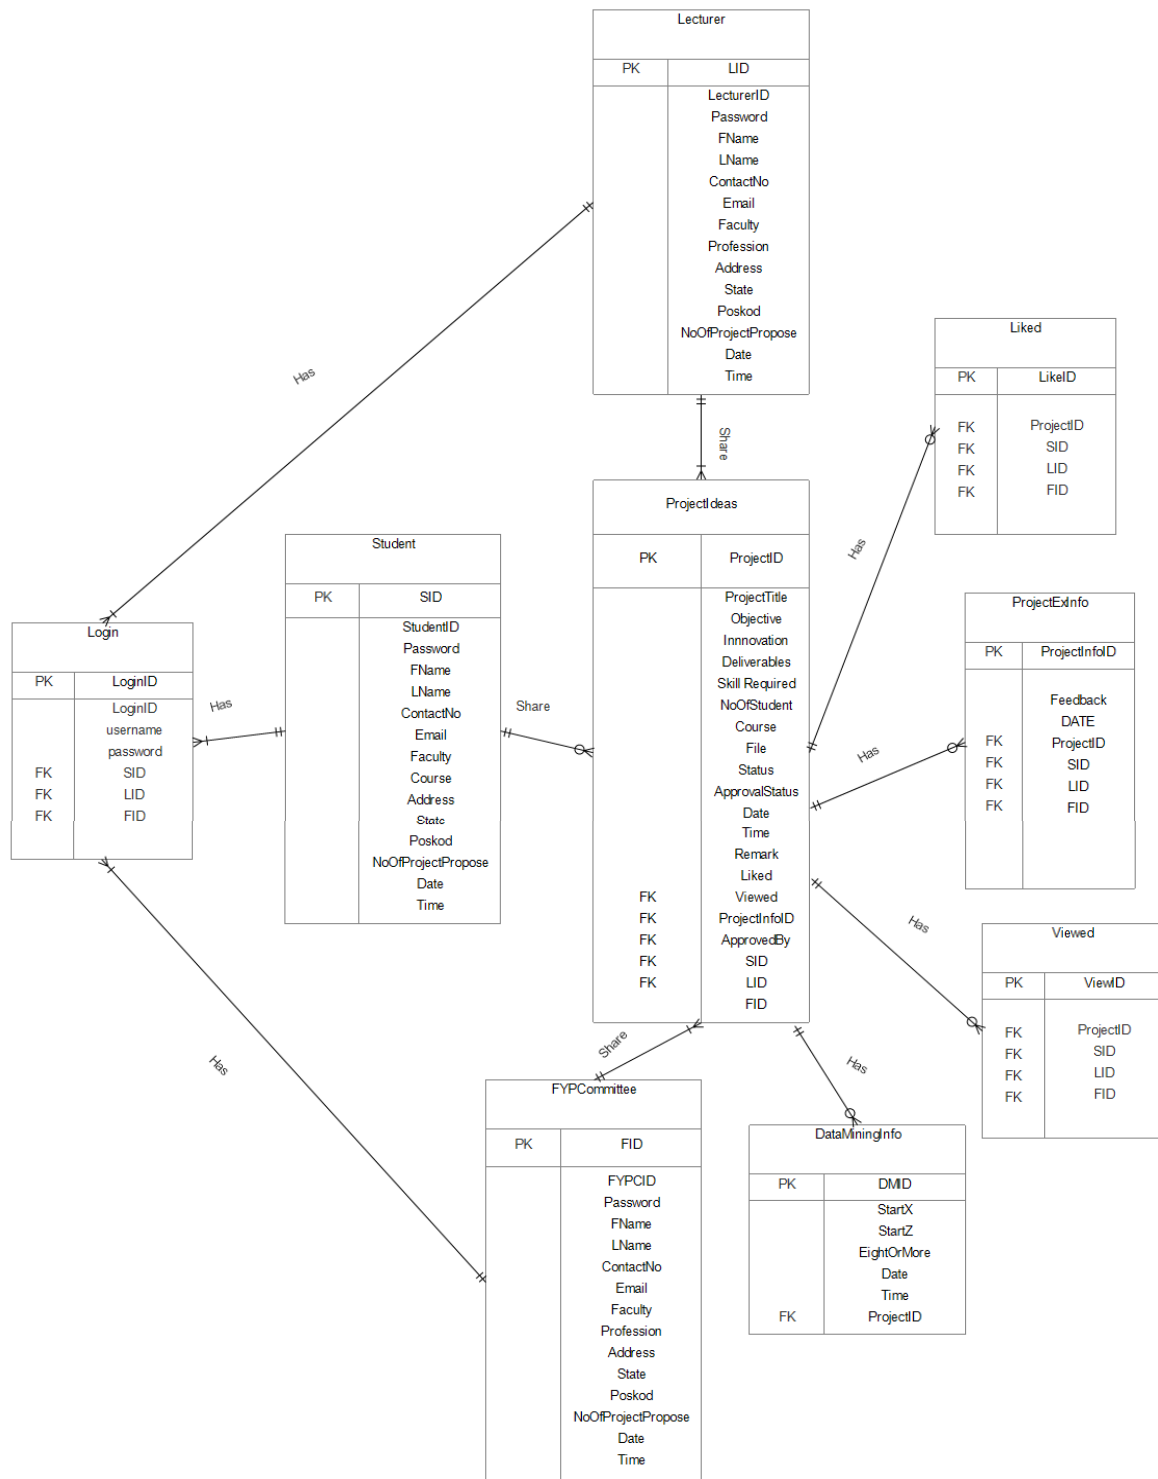 Lecturer
PK LID
LecturerID
Password
FName
LName
ContactNo
Email
Faculty
Profession
Address
State
Poskod
NoOfProjectPropose
Date
Time
Has
Share
Liked
PK LikeID
FK ProjectID
FK SID
FK LID
FK FID
Has
ProjectIdeas
PK ProjectID
ProjectTitle
Objective
Innnovation
Deliverables
Skill Required
NoOfStudent
Course
File
Status
ApprovalStatus
Date
Time
Remark
Liked
FK Viewed
FK ProjectInfoID
FK ApprovedBy
FK SID
FK LID
FID
Student
PK SID
StudentID
Password
FName
LName
ContactNo
Email
Faculty
Course
Address
State
Poskod
NoOfProjectPropose
Date
Time
Share
Has
Login
PK LoginID
LoginID
username
password
FK SID
FK LID
FK FID
Has
ProjectExInfo
PK ProjectInfoID
Feedback
DATE
FK ProjectID
FK SID
FK LID
FK FID
Has
Viewed
PK ViewID
FK ProjectID
FK SID
FK LID
FK FID
Has
Share
Has
FYPCommittee
PK FID
FYPCID
Password
FName
LName
ContactNo
Email
Faculty
Profession
Address
State
Poskod
NoOfProjectPropose
Date
Time
DataMiningInfo
PK DMID
StartX
StartZ
EightOrMore
Date
Time
FK ProjectID